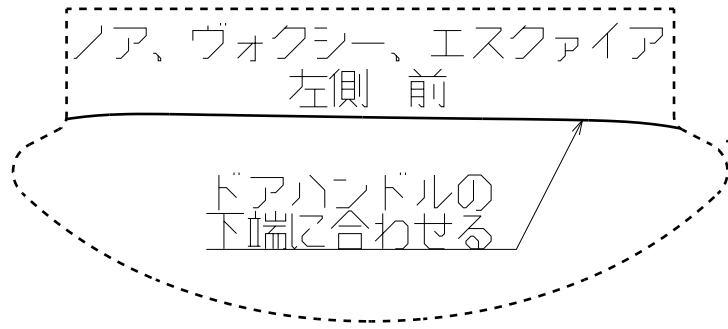 ノア、ヴォクシー、エスクァイア
左側　前
ドアハンドルの
下端に合わせる